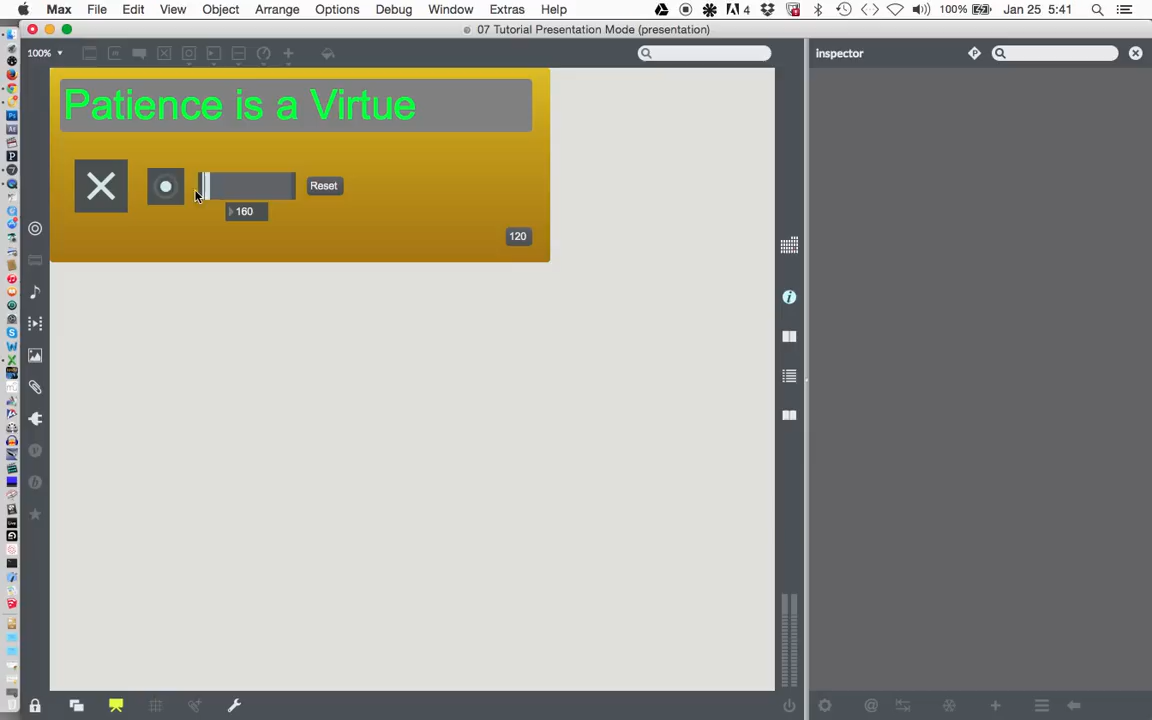 Max File Edit View Object Arrange Options Debug Window Extras Help 4 100% Jan 25 5:41
07 Tutorial Presentation Mode (presentation)
100% inspector
Patience is a Virtue
Reset
160
120